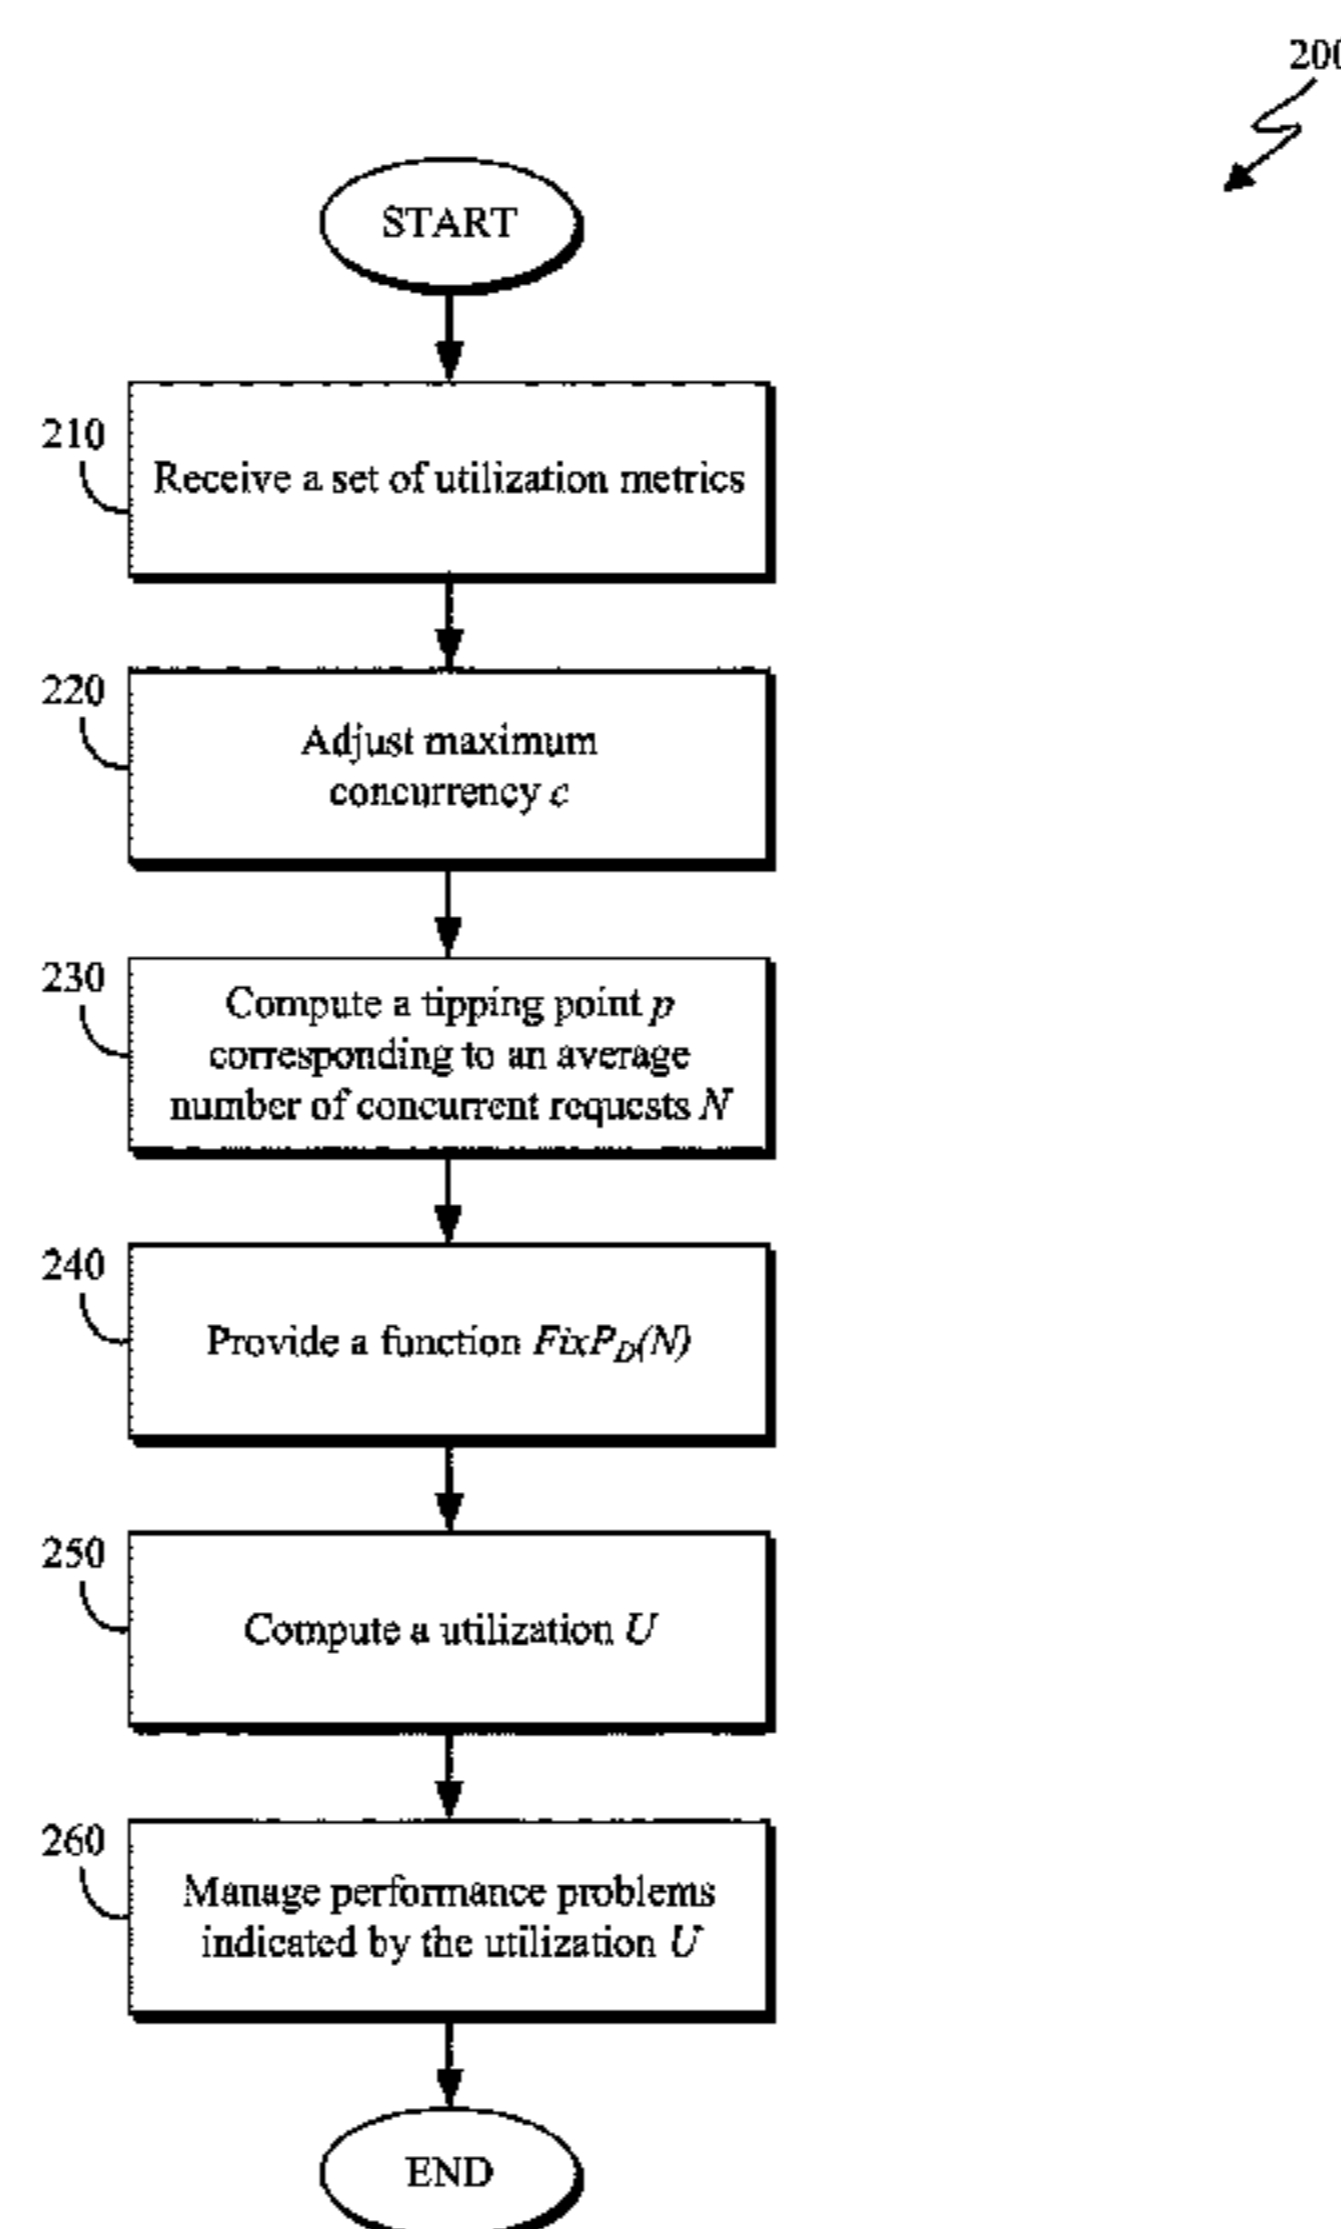 200
START
210
Receive a set of utilization metrics
220
Adjust maximum
concurrency c
230
Compute a tipping point p
corresponding to an average
number of concurrent requests N
240
Provide a function FixP_D(N)
250
Compute a utilization U
260
Manage performance problems
indicated by the utilization U
END